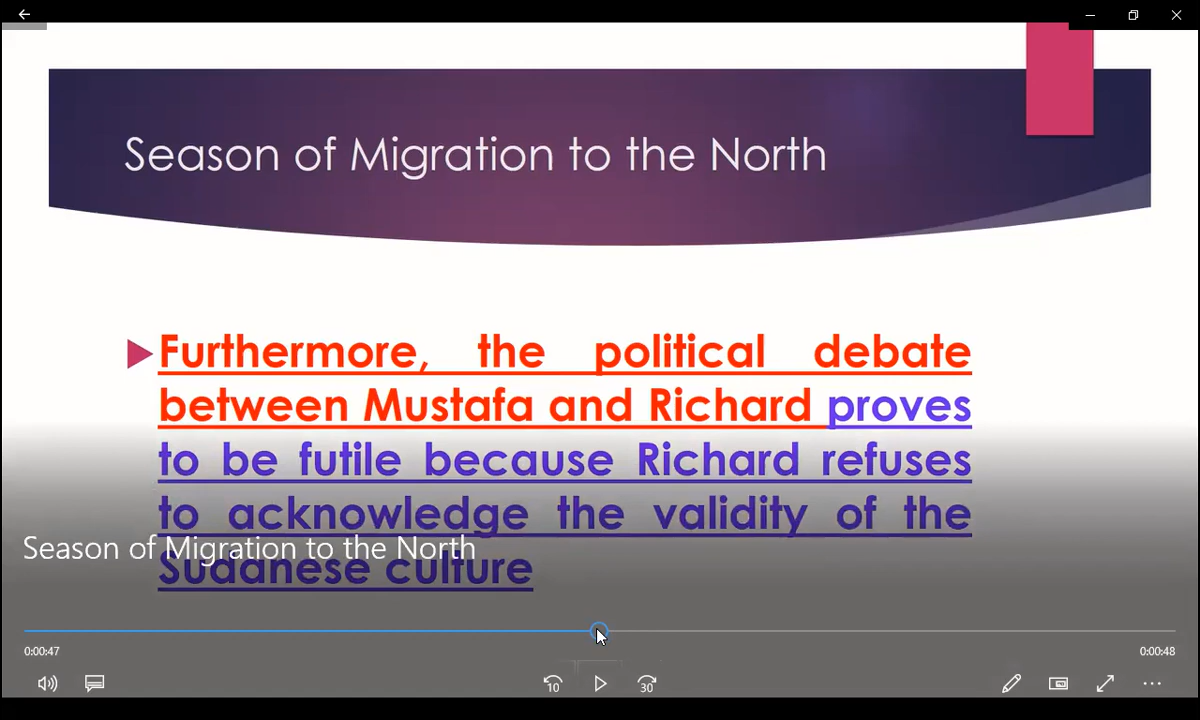 Season of Migration to the North
Furthermore, the political debate
between Mustafa and Richard proves
to be futile because Richard refuses
to acknowledge the validity of the
Sudanese culture
Season of Migration to the North
0:00:47
0:00:48
10
30